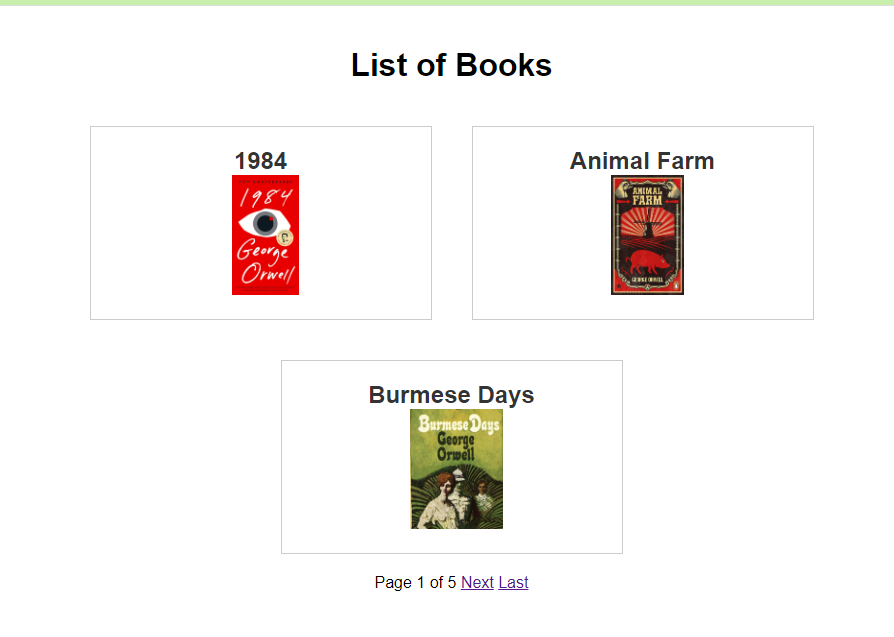 List of Books
1984
1984
George
Orwell
Animal Farm
ANIMAL
FARM
GEORGE ORWELL
Burmese Days
Burmese Days
George
Orwell
Page 1 of 5 Next Last